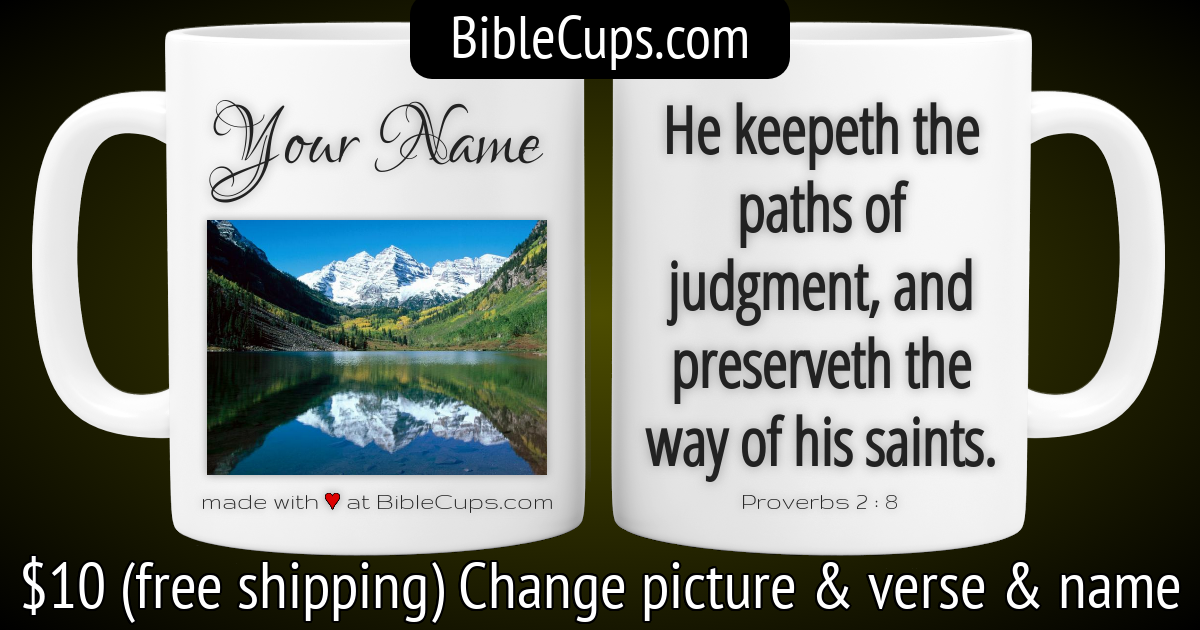 BibleCups.com
Your Name
made with ♥ at BibleCups.com
He keepeth the
paths of
judgment, and
preserveth the
way of his saints.
Proverbs 2 : 8
$10 (free shipping) Change picture & verse & name